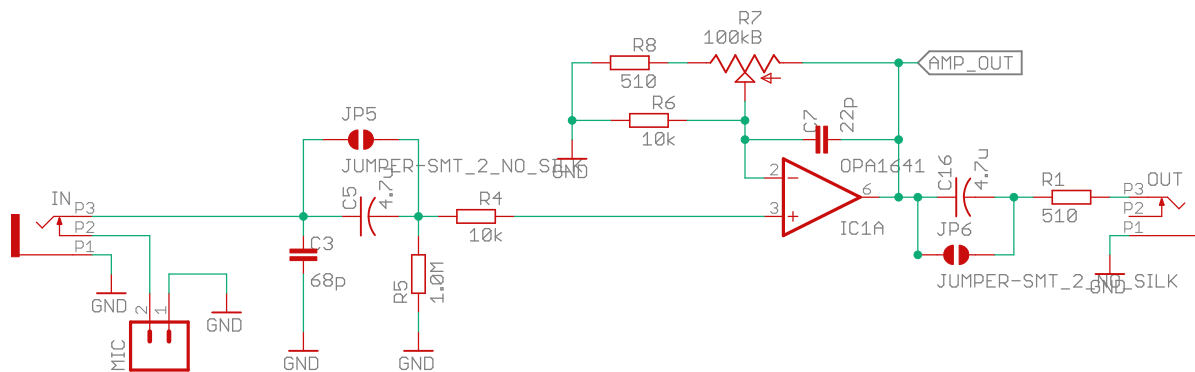 R7
100kB
R8
510
AMP_OUT
R6
10k
C7
22p
JP5
JUMPER-SMT_2_NO_SILK
GND
OPA1641
2
6
3
IC1A
C16
4.7u
R1
510
P3
OUT
P2
P1
JP6
JUMPER-SMT_2_NO_SILK
GND
IN
P3
P2
P1
C5
4.7u
R4
10k
C3
68p
R5
1.0M
GND
2
1
GND
MIC
GND
GND